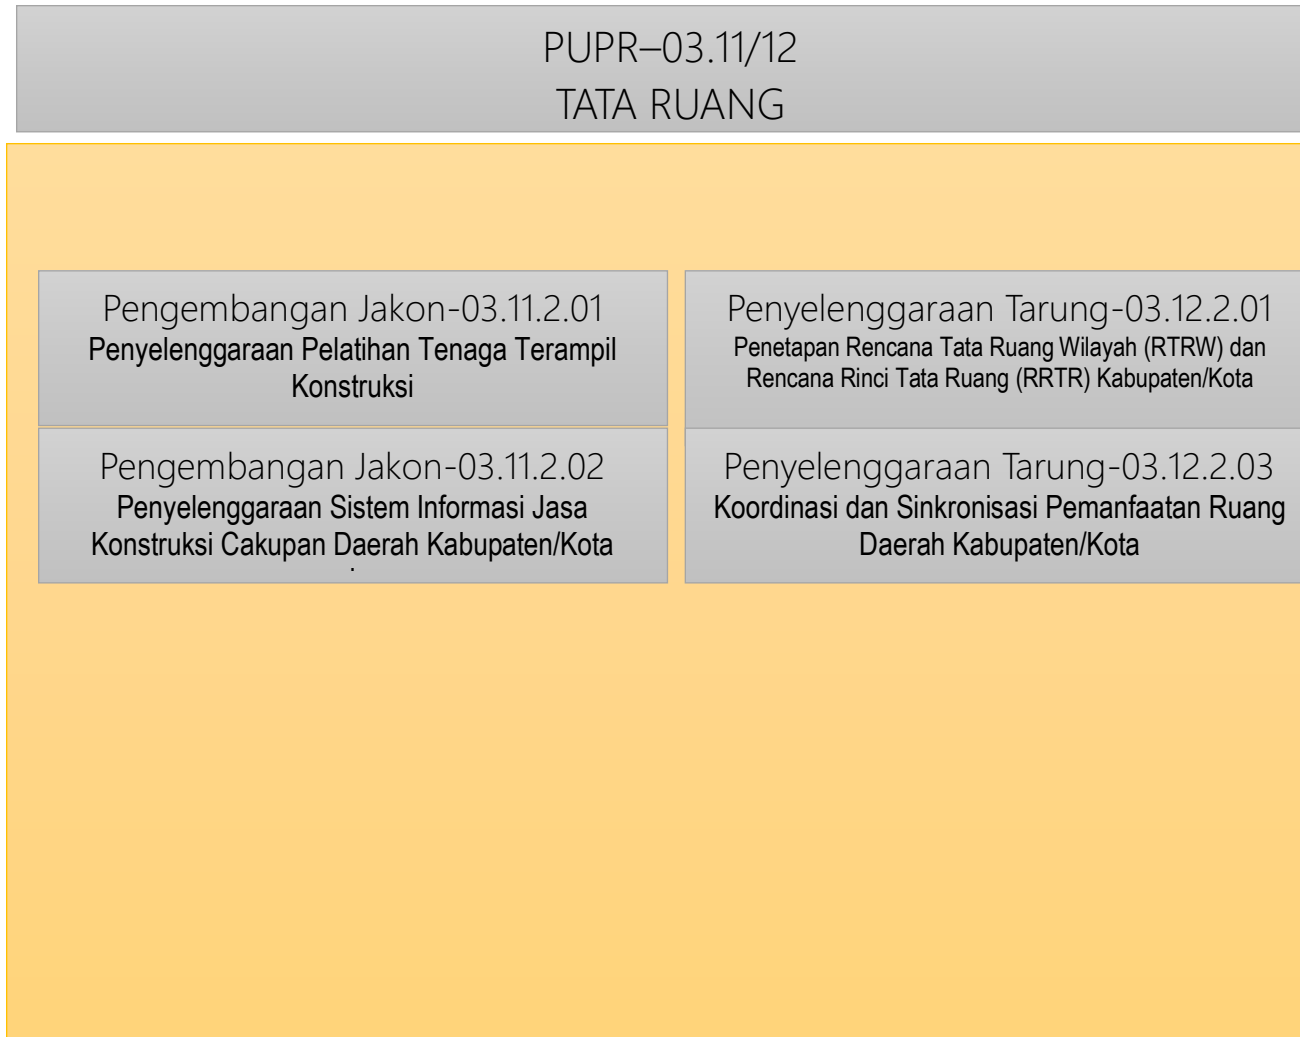 PUPR–03.11/12
TATA RUANG
Pengembangan Jakon-03.11.2.01
Penyelenggaraan Pelatihan Tenaga Terampil
Konstruksi
Pengembangan Jakon-03.11.2.02
Penyelenggaraan Sistem Informasi Jasa
Konstruksi Cakupan Daerah Kabupaten/Kota
Penyelenggaraan Tarung-03.12.2.01
Penetapan Rencana Tata Ruang Wilayah (RTRW) dan
Rencana Rinci Tata Ruang (RRTR) Kabupaten/Kota
Penyelenggaraan Tarung-03.12.2.03
Koordinasi dan Sinkronisasi Pemanfaatan Ruang
Daerah Kabupaten/Kota